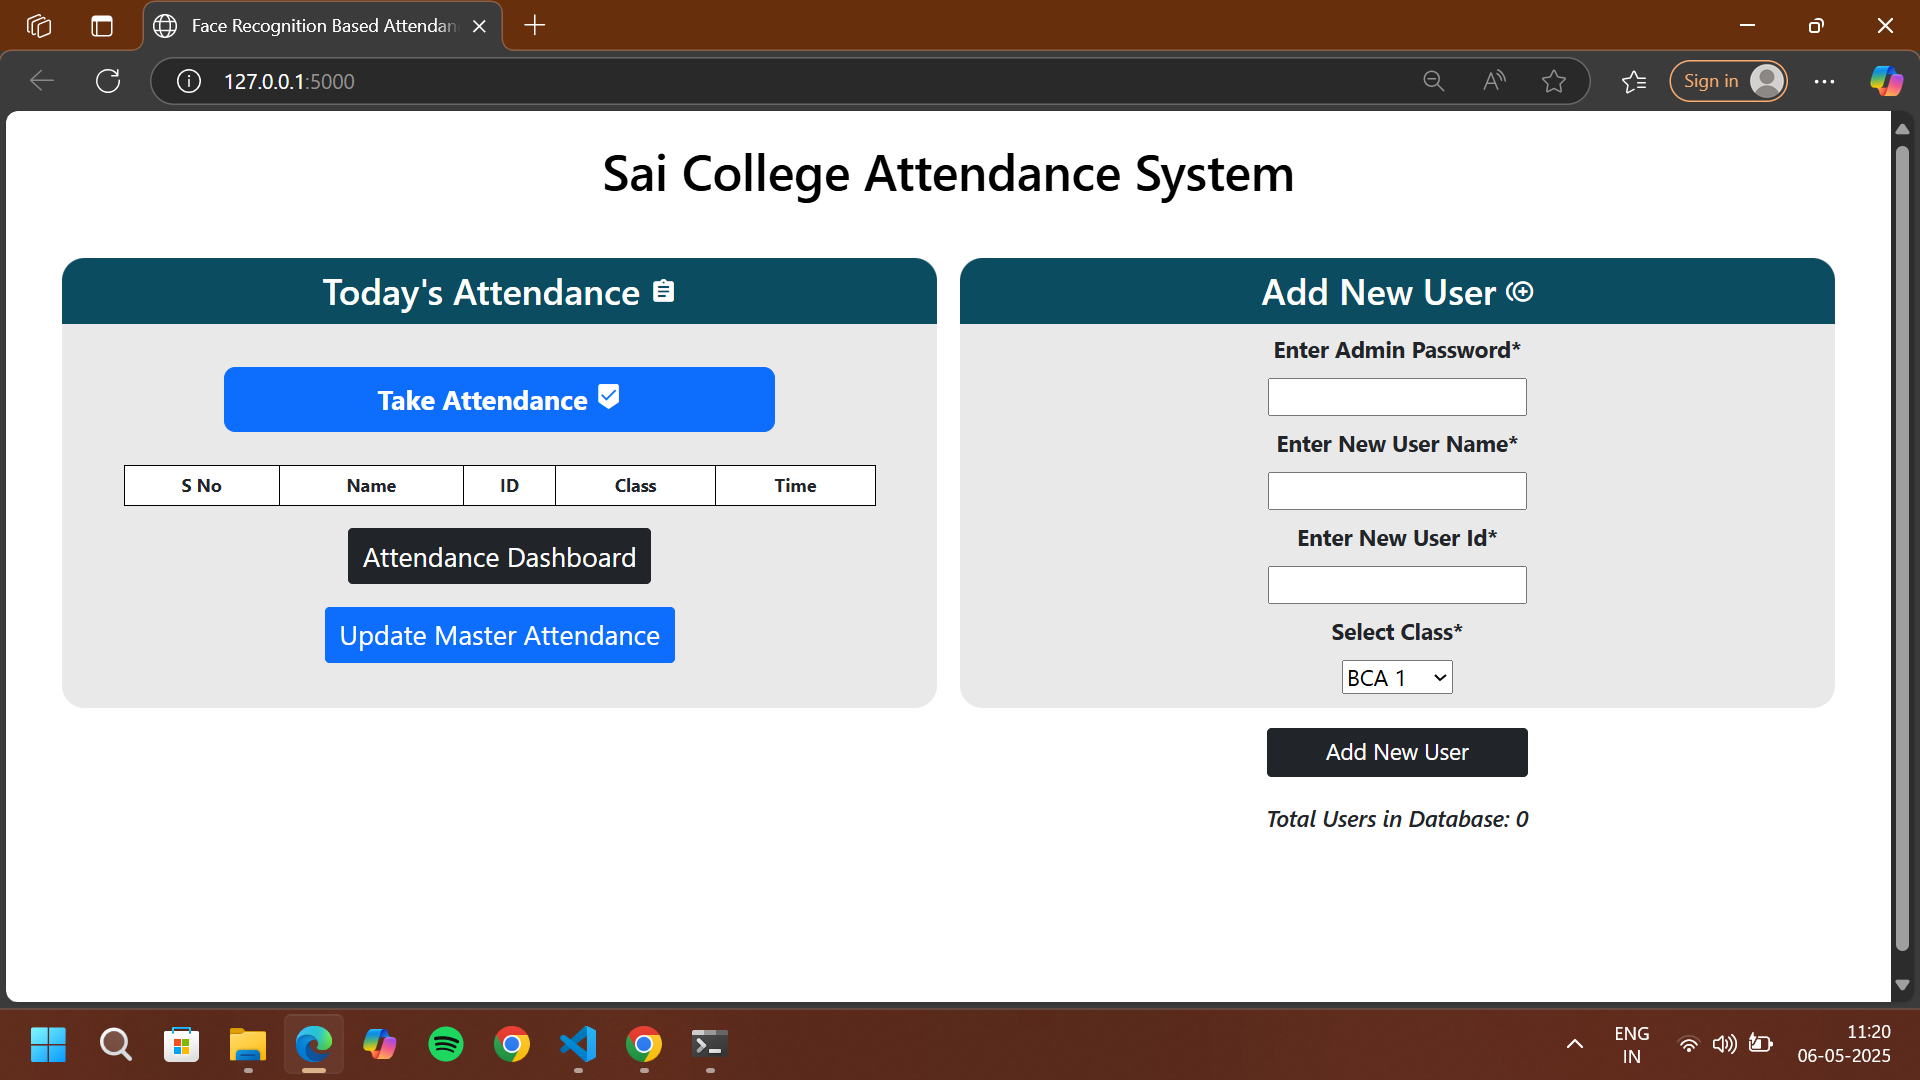 Face Recognition Based Attendan
127.0.0.1:5000
Sign in
Sai College Attendance System
Today's Attendance
Take Attendance
S No Name ID Class Time
Attendance Dashboard
Update Master Attendance
Add New User
Enter Admin Password*
Enter New User Name*
Enter New User Id*
Select Class*
BCA 1
Add New User
Total Users in Database: 0
ENG
IN
11:20
06-05-2025